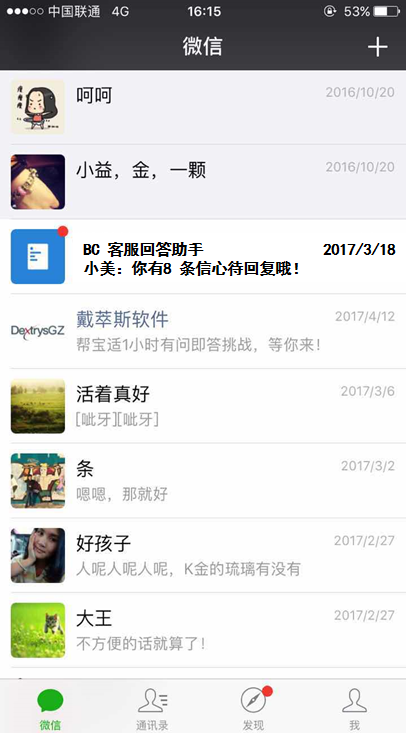 中国联通 4G 16:15 53%
微信
呵呵 2016/10/20
小益，金，一颗 2016/10/20
BC 客服回答助手 2017/3/18
小美：你有8 条信心待回复哦！
DextrysGZ
戴萃斯软件 2017/4/12
帮宝适1小时有问即答挑战，等你来！
活着真好 2017/3/6
[呲牙][呲牙]
条 2017/3/2
嗯嗯，那就好
好孩子 2017/2/27
人呢人呢人呢，K金的琉璃有没有
大王 2017/2/27
不方便的话就算了！
微信 通讯录 发现 我